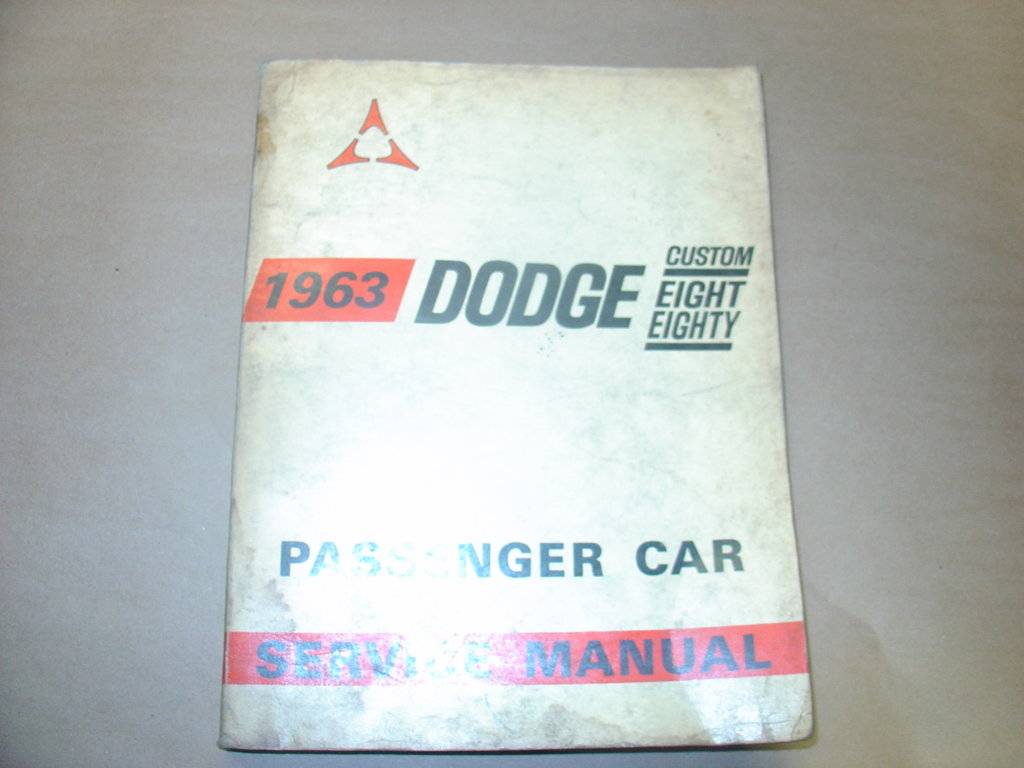 1963 DODGE CUSTOM
EIGHT
EIGHTY
PASSENGER CAR
SERVICE MANUAL